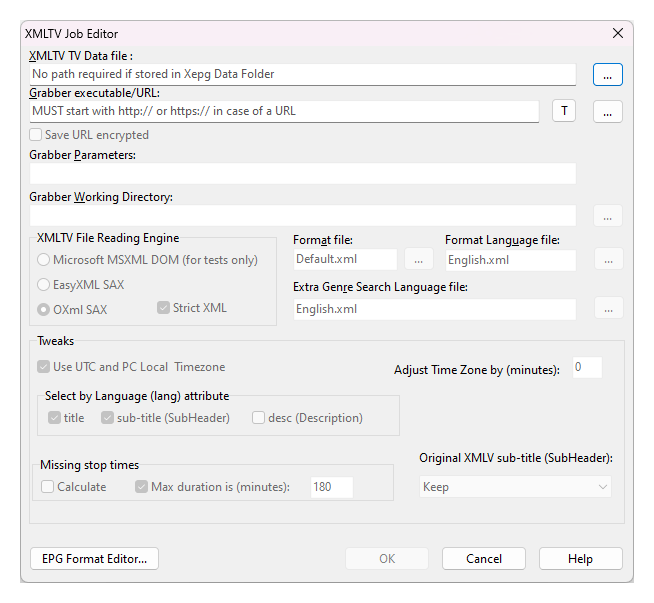 XMLTV Job Editor
XMLTV TV Data file :
No path required if stored in Xepg Data Folder
...
Grabber executable/URL:
MUST start with http:// or https:// in case of a URL
T
...
Save URL encrypted
Grabber Parameters:
Grabber Working Directory:
...
XMLTV File Reading Engine
Microsoft MSXML DOM (for tests only)
EasyXML SAX
OXml SAX
Strict XML
Format file:
Default.xml
...
Format Language file:
English.xml
...
Extra Genre Search Language file:
English.xml
...
Tweaks
Use UTC and PC Local Timezone
Adjust Time Zone by (minutes):
0
Select by Language (lang) attribute
title
sub-title (SubHeader)
desc (Description)
Missing stop times
Calculate
Max duration is (minutes):
180
Original XMLV sub-title (SubHeader):
Keep
EPG Format Editor...
OK
Cancel
Help